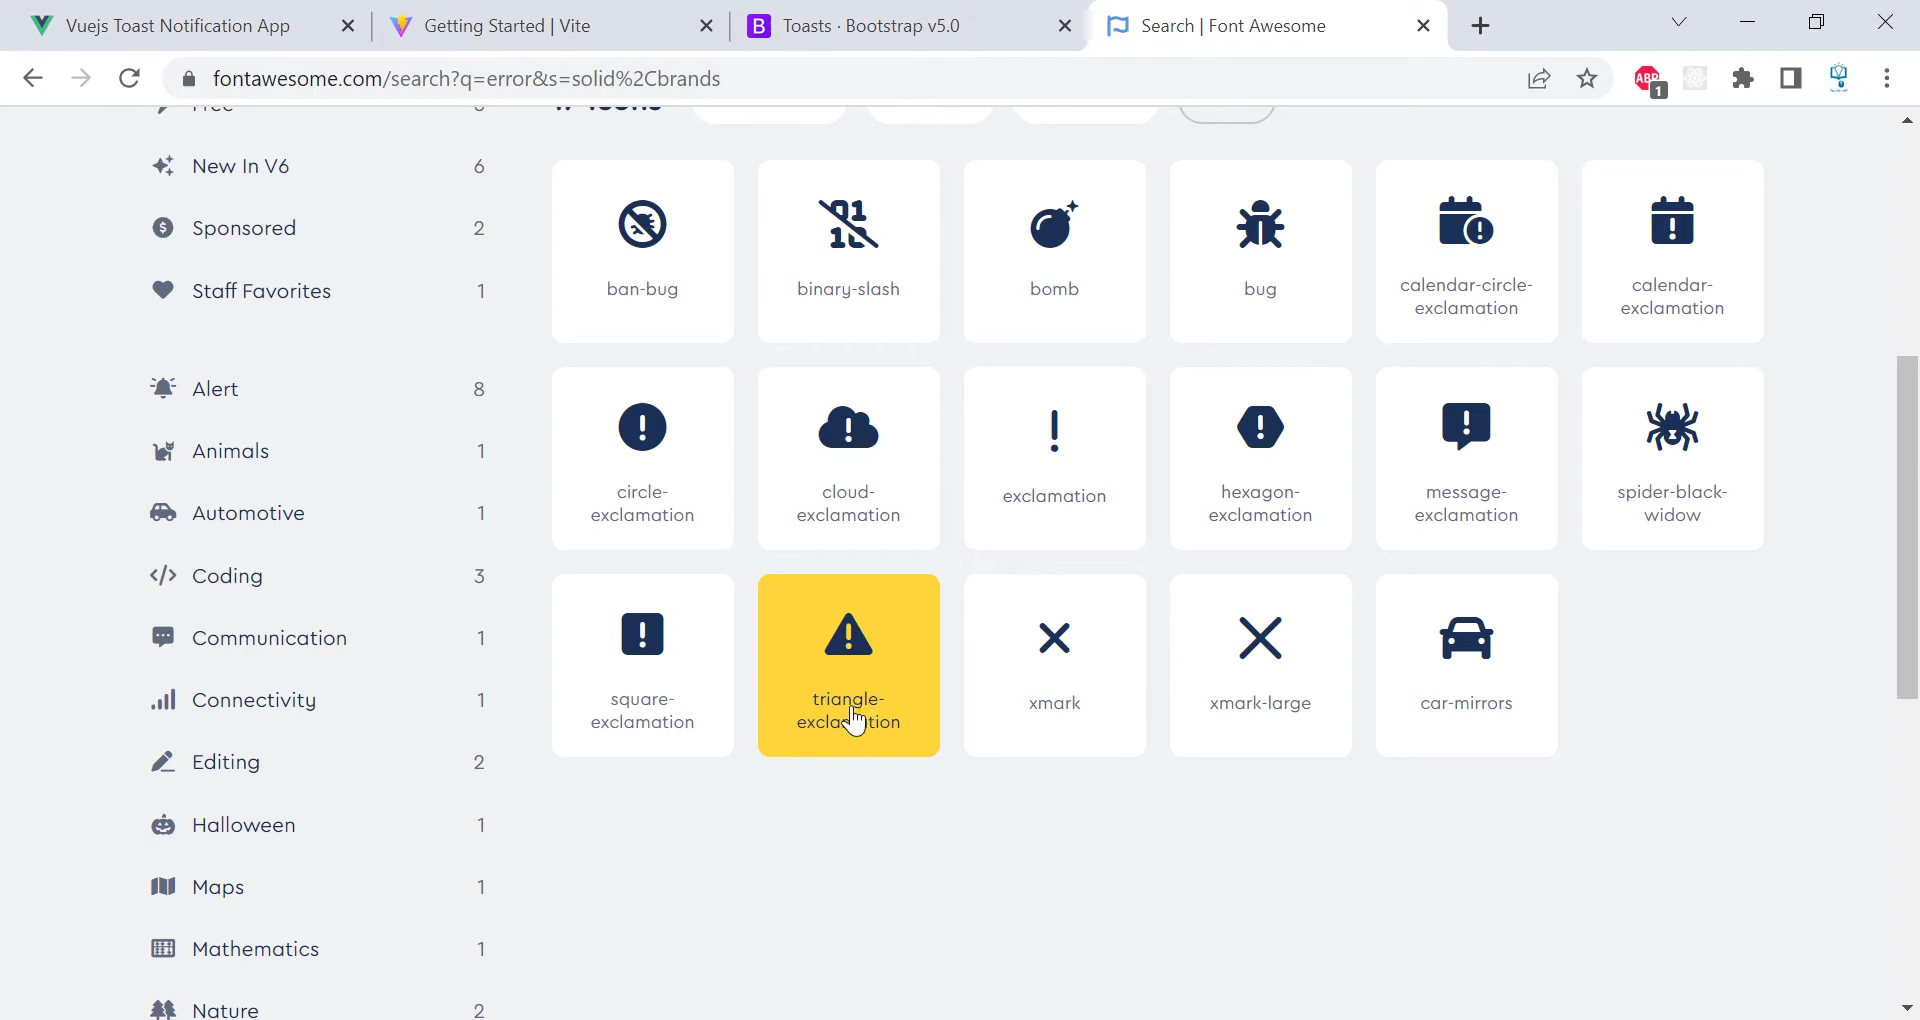 Vuejs Toast Notification App
Getting Started | Vite
B
Toasts · Bootstrap v5.0
Search | Font Awesome
fontawesome.com/search?q=error&s=solid%2Cbrands
ABP
1
New In V6 6
Sponsored 2
Staff Favorites 1
Alert 8
Animals 1
Automotive 1
Coding 3
Communication 1
Connectivity 1
Editing 2
Halloween 1
Maps 1
Mathematics 1
Nature 2
ban-bug
binary-slash
bomb
bug
calendar-circle-
exclamation
calendar-
exclamation
circle-
exclamation
cloud-
exclamation
exclamation
hexagon-
exclamation
message-
exclamation
spider-black-
widow
square-
exclamation
triangle-
xmark
xmark-large
car-mirrors